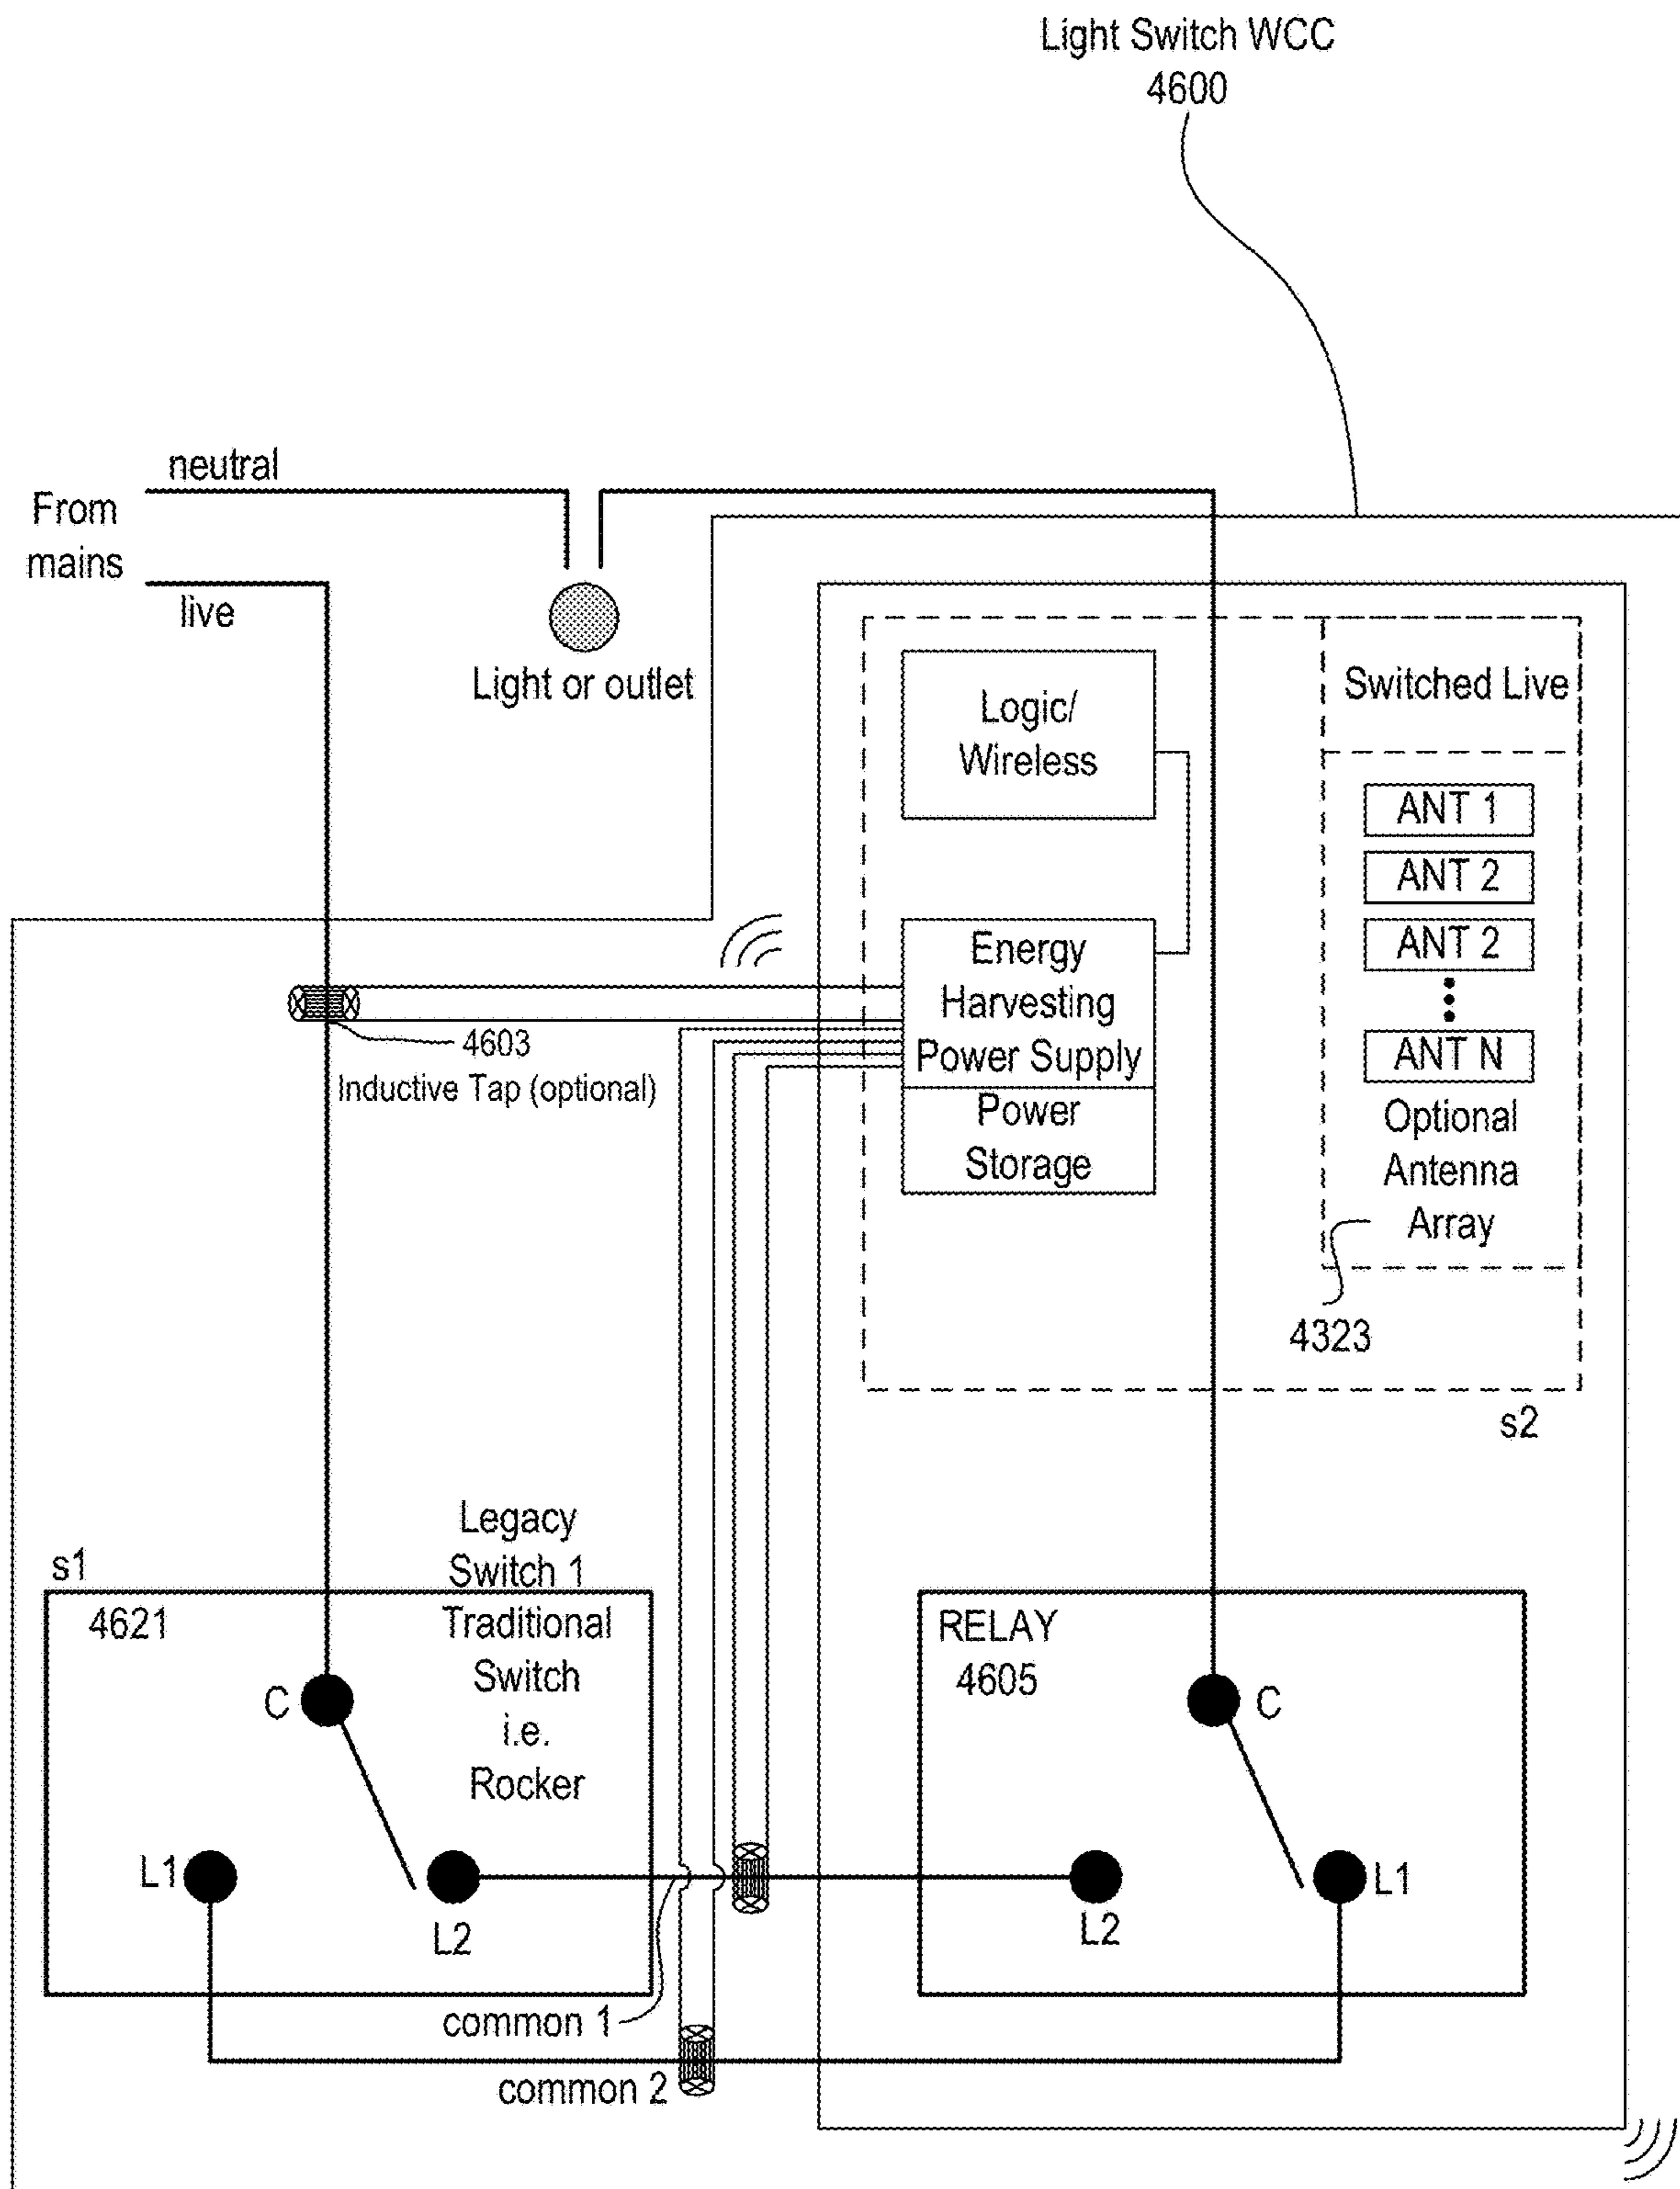 Light Switch WCC
4600
neutral
From
mains
live
Light or outlet
Logic/
Wireless
Switched Live
ANT 1
ANT 2
ANT 2
ANT N
Optional
Antenna
Array
4323
Energy
Harvesting
Power Supply
Power
Storage
4603
Inductive Tap (optional)
s2
Legacy
Switch 1
Traditional
Switch
i.e.
Rocker
s1
4621
C
L1
L2
RELAY
4605
C
L2
L1
common 1
common 2